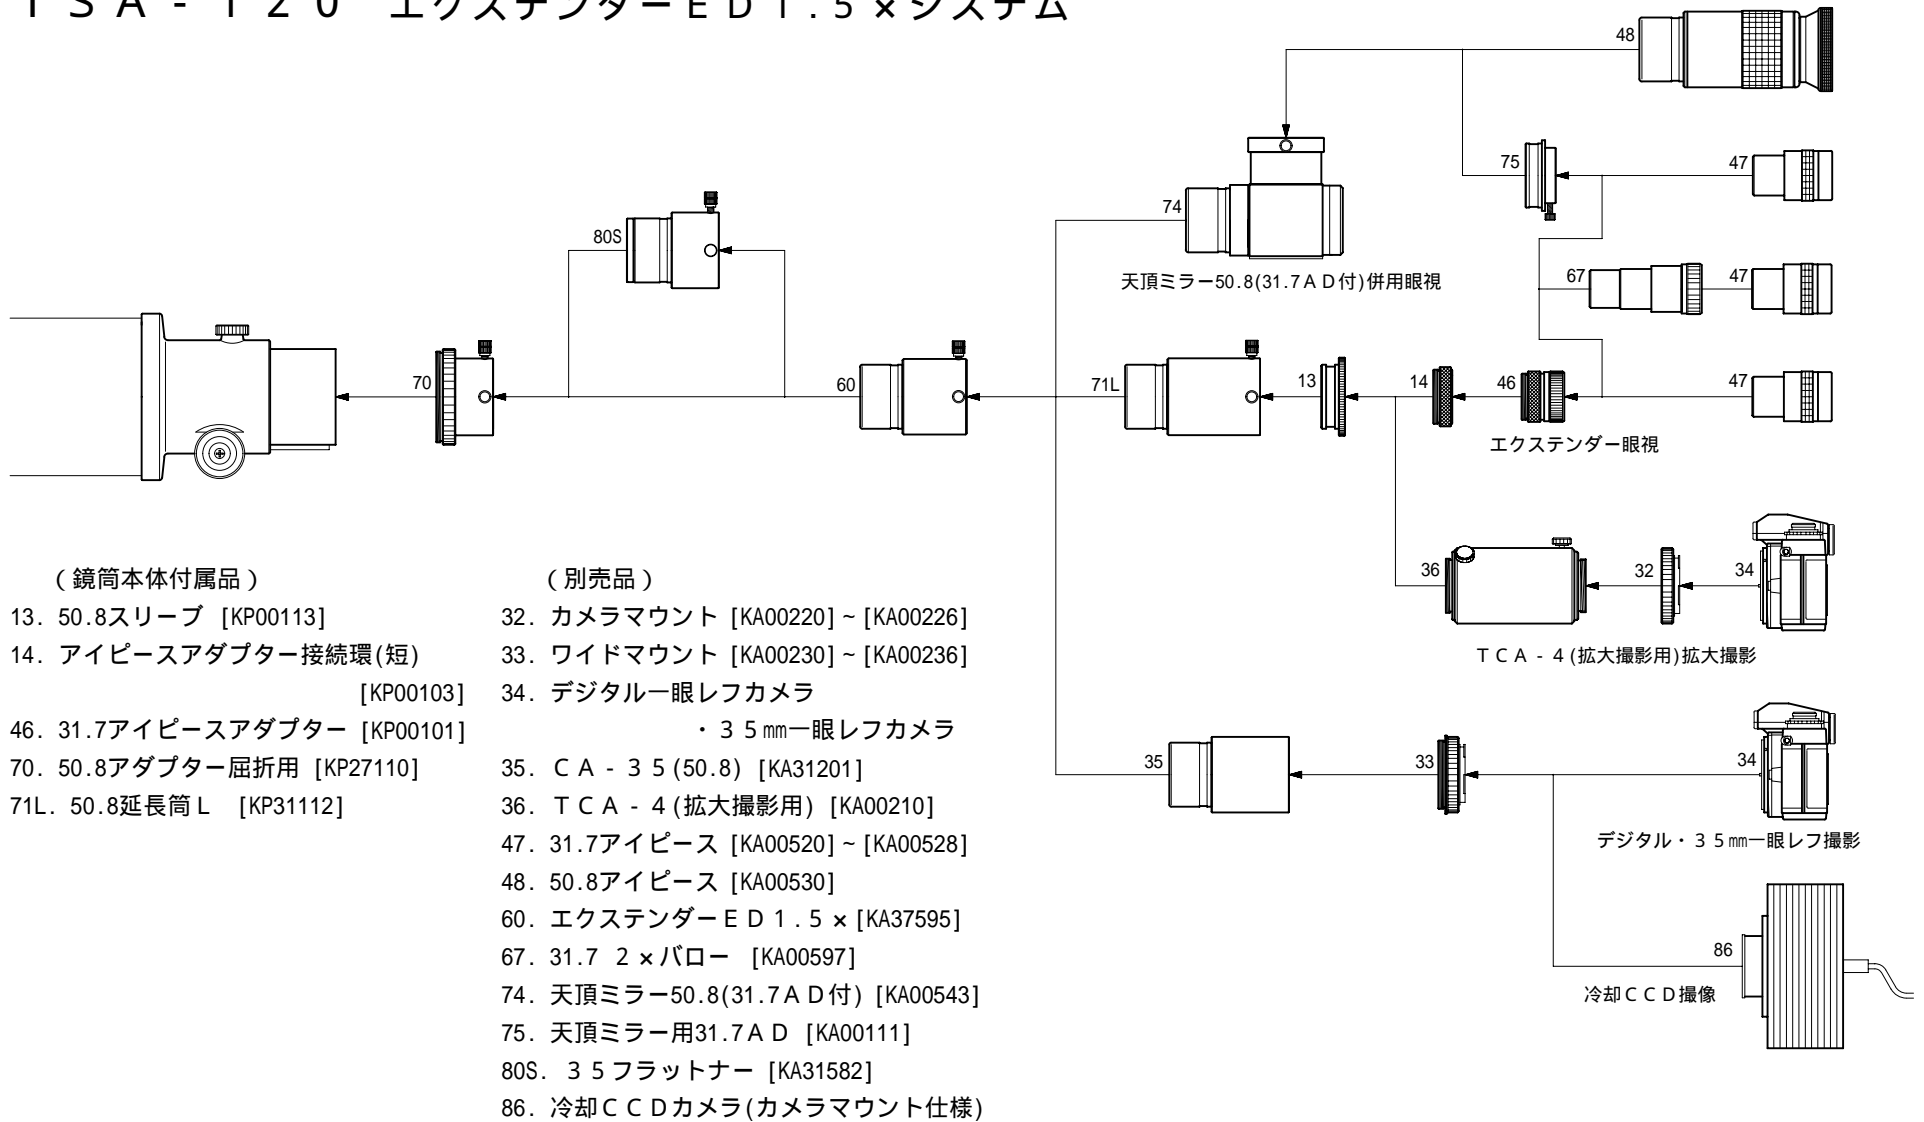 TSA-120 エクステンダーED1.5×システム
48
75
47
74
80S
天頂ミラー50.8(31.7AD付)併用眼視
67
47
70
60
71L
13
14
46
47
エクステンダー眼視
36
32
34
TCA-4(拡大撮影用)拡大撮影
35
33
34
デジタル・35㎜一眼レフ撮影
86
冷却CCD撮像
(鏡筒本体付属品)
13. 50.8スリーブ [KP00113]
14. アイピースアダプター接続環(短)
[KP00103]
46. 31.7アイピースアダプター [KP00101]
70. 50.8アダプター屈折用 [KP27110]
71L. 50.8延長筒L [KP31112]
(別売品)
32. カメラマウント [KA00220]~[KA00226]
33. ワイドマウント [KA00230]~[KA00236]
34. デジタル一眼レフカメラ
・35㎜一眼レフカメラ
35. CA-35(50.8) [KA31201]
36. TCA-4(拡大撮影用) [KA00210]
47. 31.7アイピース [KA00520]~[KA00528]
48. 50.8アイピース [KA00530]
60. エクステンダーED1.5×[KA37595]
67. 31.7 2×バロー [KA00597]
74. 天頂ミラー50.8(31.7AD付) [KA00543]
75. 天頂ミラー用31.7AD [KA00111]
80S. 35フラットナー [KA31582]
86. 冷却CCDカメラ(カメラマウント仕様)